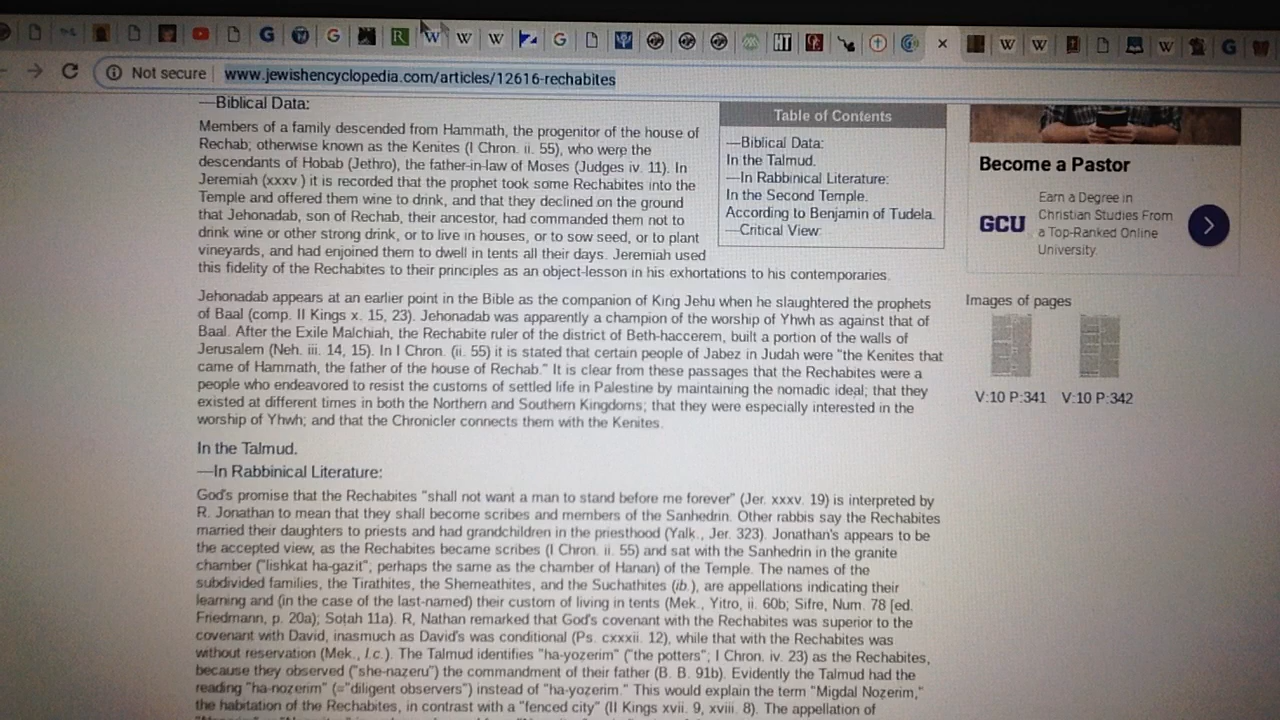 Not secure
www.jewishencyclopedia.com/articles/12616-rechabites
—Biblical Data:
Members of a family descended from Hammath, the progenitor of the house of
Rechab; otherwise known as the Kenites (I Chron. ii. 55), who were the
descendants of Hobab (Jethro), the father-in-law of Moses (Judges iv. 11). In
Jeremiah (xxxv ) it is recorded that the prophet took some Rechabites into the
Temple and offered them wine to drink, and that they declined on the ground
that Jehonadab, son of Rechab, their ancestor, had commanded them not to
drink wine or other strong drink, or to live in houses, or to sow seed, or to plant
vineyards, and had enjoined them to dwell in tents all their days. Jeremiah used
this fidelity of the Rechabites to their principles as an object-lesson in his exhortations to his contemporaries.
Jehonadab appears at an earlier point in the Bible as the companion of King Jehu when he slaughtered the prophets
of Baal (comp. II Kings x. 15, 23). Jehonadab was apparently a champion of the worship of Yhwh as against that of
Baal. After the Exile Malchiah, the Rechabite ruler of the district of Beth-haccerem, built a portion of the walls of
Jerusalem (Neh. iii. 14, 15). In I Chron. (ii. 55) it is stated that certain people of Jabez in Judah were "the Kenites that
came of Hammath, the father of the house of Rechab." It is clear from these passages that the Rechabites were a
people who endeavored to resist the customs of settled life in Palestine by maintaining the nomadic ideal; that they
existed at different times in both the Northern and Southern Kingdoms; that they were especially interested in the
worship of Yhwh; and that the Chronicler connects them with the Kenites.
In the Talmud.
—In Rabbinical Literature:
God's promise that the Rechabites "shall not want a man to stand before me forever" (Jer. xxxv. 19) is interpreted by
R. Jonathan to mean that they shall become scribes and members of the Sanhedrin. Other rabbis say the Rechabites
married their daughters to priests and had grandchildren in the priesthood (Yalk., Jer. 323). Jonathan's appears to be
the accepted view, as the Rechabites became scribes (I Chron. ii. 55) and sat with the Sanhedrin in the granite
chamber ("lishkat ha-gazit"; perhaps the same as the chamber of Hanan) of the Temple. The names of the
subdivided families, the Tirathites, the Shemeathites, and the Suchathites (ib.), are appellations indicating their
learning and (in the case of the last-named) their custom of living in tents (Mek., Yitro, ii. 60b; Sifre, Num. 78 [ed.
Friedmann, p. 20a]; Soṭah 11a). R, Nathan remarked that God's covenant with the Rechabites was superior to the
covenant with David, inasmuch as David's was conditional (Ps. cxxxii. 12), while that with the Rechabites was
without reservation (Mek., l.c.). The Talmud identifies "ha-yozerim" ("the potters"; I Chron. iv. 23) as the Rechabites,
because they observed ("she-nazeru") the commandment of their father (B. B. 91b). Evidently the Talmud had the
reading "ha-nozerim" (="diligent observers") instead of "ha-yozerim." This would explain the term "Migdal Nozerim,"
the habitation of the Rechabites, in contrast with a "fenced city" (II Kings xvii. 9, xviii. 8). The appellation of
Table of Contents
—Biblical Data:
In the Talmud.
—In Rabbinical Literature:
In the Second Temple.
According to Benjamin of Tudela.
—Critical View:
Become a Pastor
GCU
Earn a Degree in
Christian Studies From
a Top-Ranked Online
University.
Images of pages
V:10 P:341 V:10 P:342